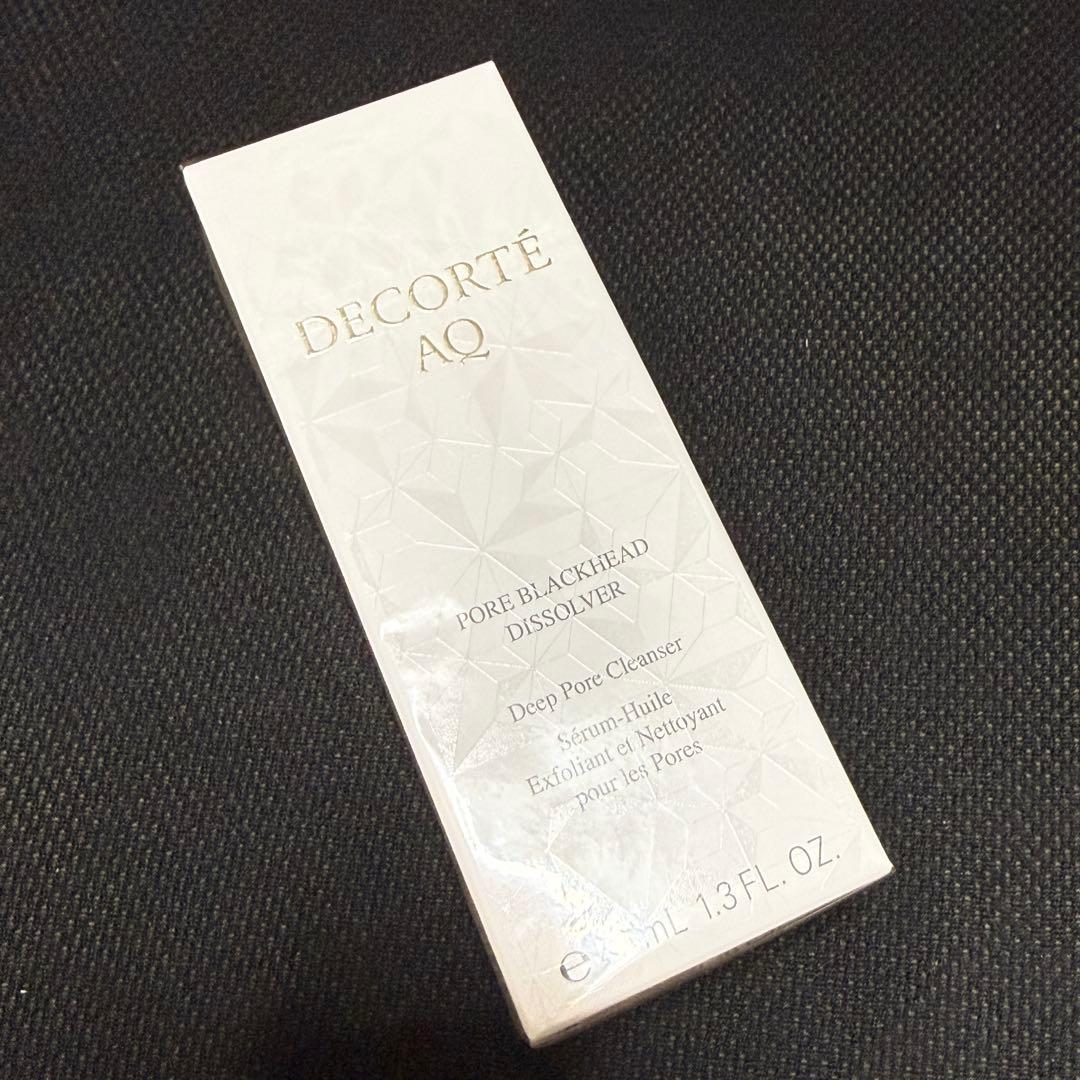 DECORTÉ
AQ
PORE BLACKHEAD
DiSSOLVER
Deep Pore Cleanser
Sérum-Huile
Exfoliant et Nettoyant
pour les Pores
e mL 1.3 FL. OZ.